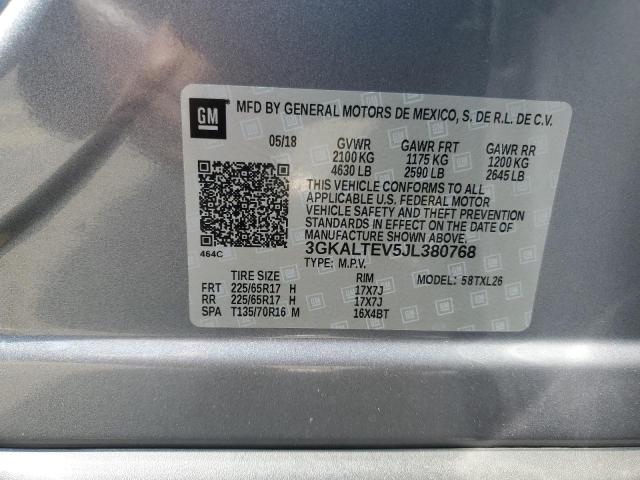 GM MFD BY GENERAL MOTORS DE MEXICO, S. DE R.L. DE C.V.
05/18 GVWR GAWR FRT GAWR RR
2100 KG 1175 KG 1200 KG
4630 LB 2590 LB 2645 LB
THIS VEHICLE CONFORMS TO ALL
APPLICABLE U.S. FEDERAL MOTOR
VEHICLE SAFETY AND THEFT PREVENTION
STANDARDS IN EFFECT ON THE DATE OF
MANUFACTURE SHOWN ABOVE.
464C 3GKALTEV5JL380768
TYPE: M.P.V. MODEL: 58TXL26
TIRE SIZE RIM
FRT 225/65R17 H 17X7J
RR 225/65R17 H 17X7J
SPA T135/70R16 M 16X4BT